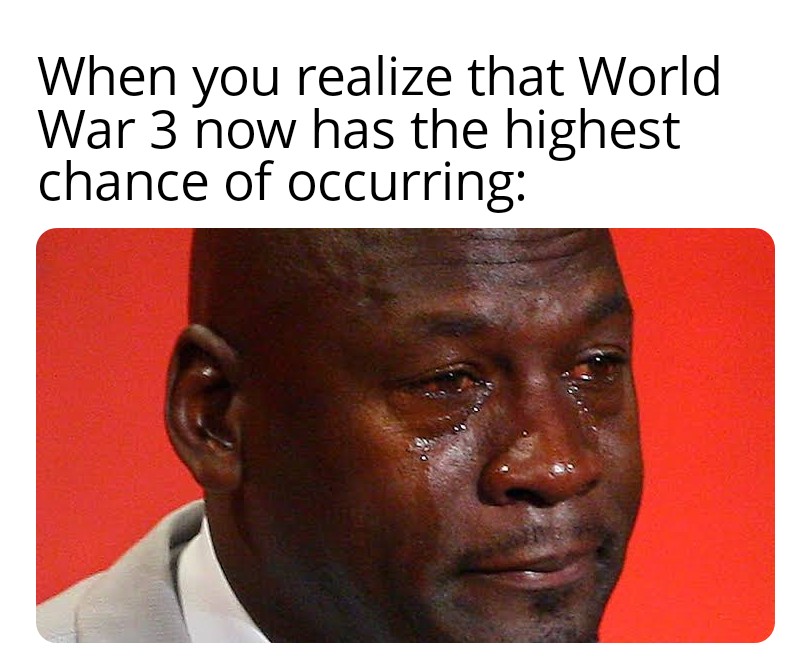 When you realize that World
War 3 now has the highest
chance of occurring: